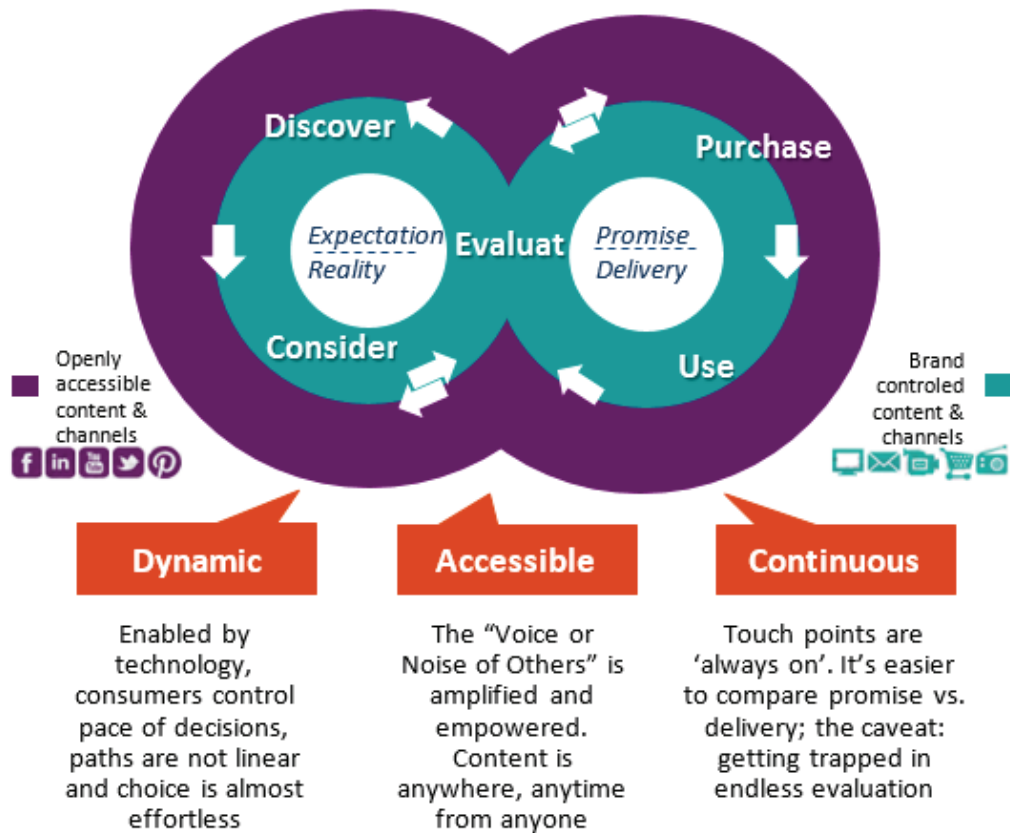 Discover
Purchase
Expectation
Reality
Evaluat
Promise
Delivery
Consider
Use
Openly
accessible
content &
channels
f in You Tube
Brand
controled
content &
channels
Dynamic
Accessible
Continuous
Enabled by
technology,
consumers control
pace of decisions,
paths are not linear
and choice is almost
effortless
The “Voice or
Noise of Others” is
amplified and
empowered.
Content is
anywhere, anytime
from anyone
Touch points are
‘always on’. It’s easier
to compare promise vs.
delivery; the caveat:
getting trapped in
endless evaluation